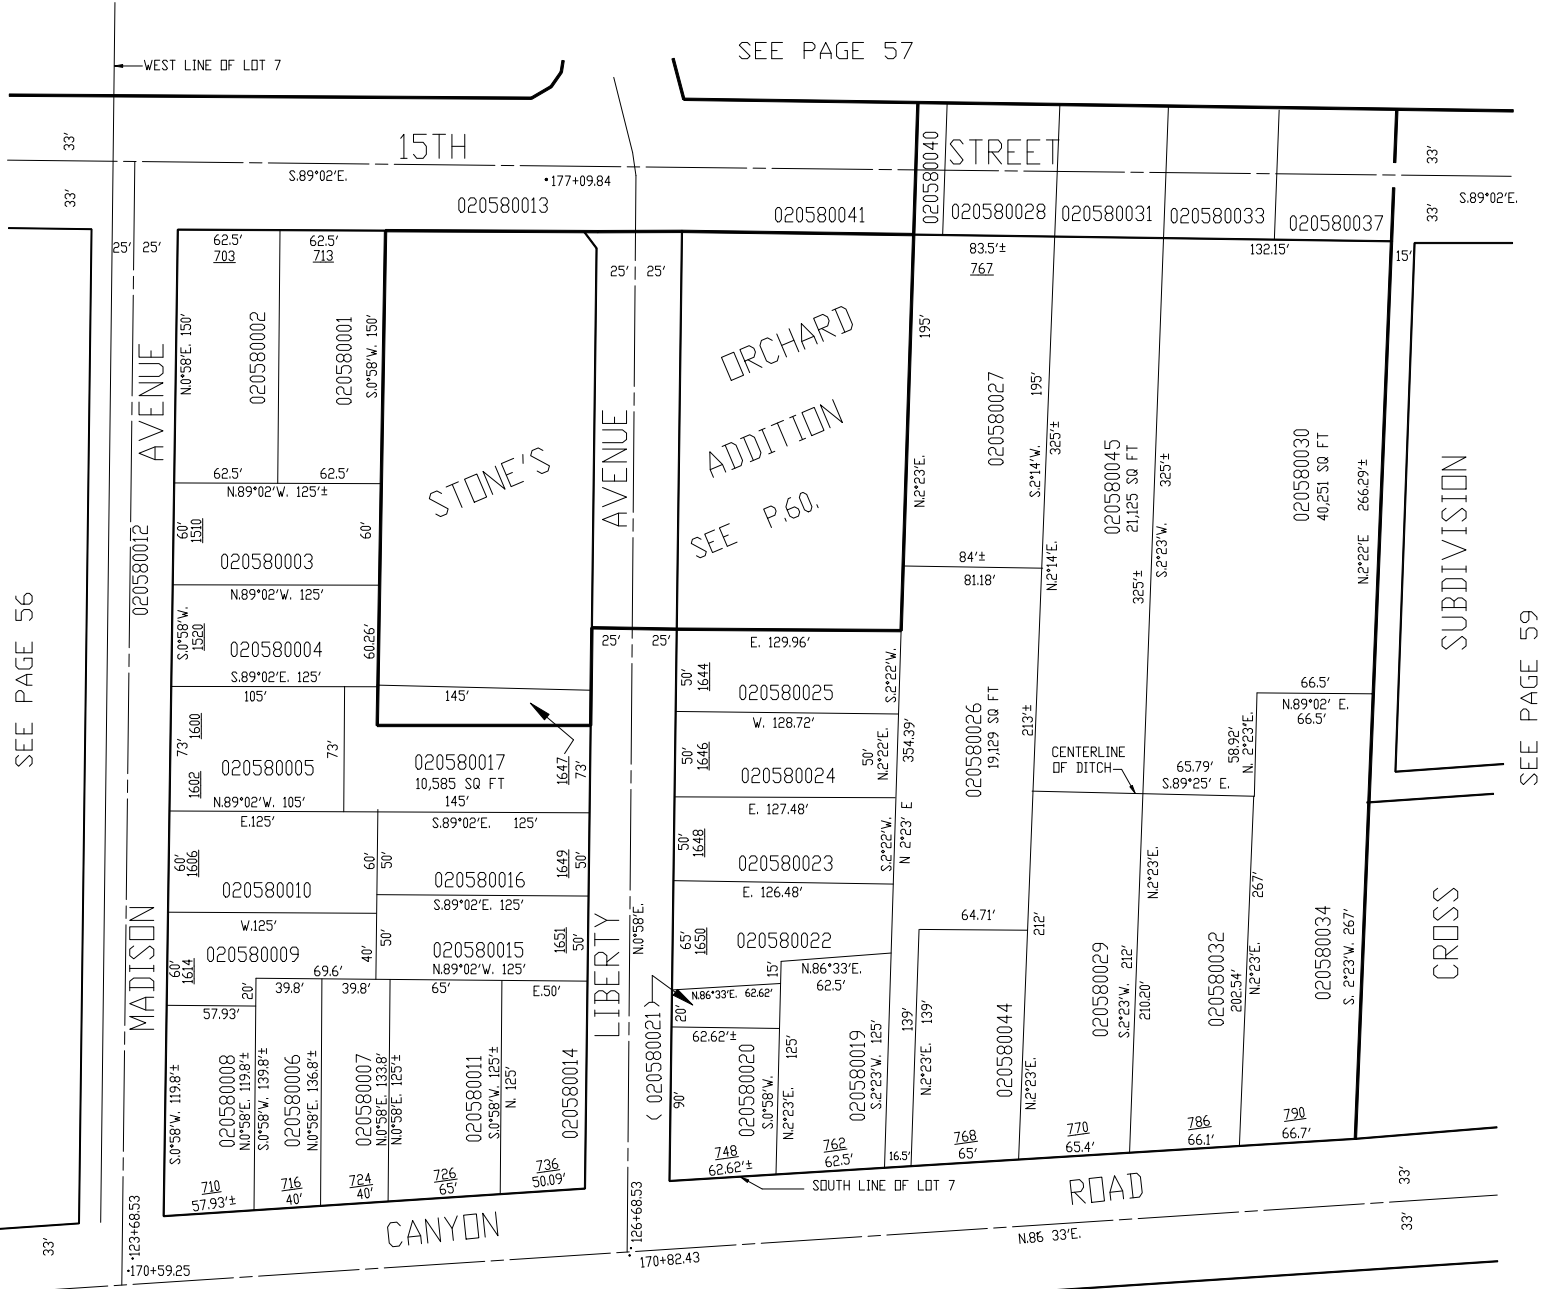 SEE PAGE 57
WEST LINE OF LOT 7
33'
33'
15TH
STREET
S.89°02'E.
177+09.84
020580013
020580041
020580040
020580028
020580031
020580033
020580037
33'
33'
S.89°02'E.
25'
25'
62.5'
703
62.5'
713
N.0°58'E. 150'
020580002
020580001
S.0°58'W. 150'
62.5'
62.5'
N.89°02'W. 125'±
AVENUE
020580012
MADISON
SEE PAGE 56
60'
1510
020580003
60'
N.89°02'W. 125'
S.0°58'W.
1520
020580004
60.26'
S.89°02'E. 125'
105'
73'
1600
1602
020580005
73'
N.89°02'W. 105'
STONE'S
145'
020580017
10,585 SQ FT
145'
1647
73'
E.125'
60'
1606
020580010
60'
W.125'
S.89°02'E. 125'
50'
020580016
1649
50'
S.89°02'E. 125'
50'
020580015
1651
50'
N.89°02'W. 125'
60'
1614
020580009
40'
69.6'
20'
57.93'
39.8'
39.8'
65'
E.50'
S.0°58'W. 119.8'±
020580008
N.0°58'E. 119.8'±
S.0°58'W. 139.8'±
020580006
N.0°58'E. 136.8'±
020580007
N.0°58'E. 133.8'
N.0°58'E. 125'±
020580011
S.0°58'W. 125'±
N. 125'
020580014
710
57.93'±
716
40'
724
40'
726
65'
736
50.09'
25'
25'
AVENUE
LIBERTY
N.0°58'E.
25'
25'
ORCHARD
ADDITION
SEE P.60.
E. 129.96'
50'
1644
020580025
S.2°22'W.
W. 128.72'
50'
1646
020580024
50'
N.2°22'E.
E. 127.48'
50'
1648
020580023
S.2°22'W.
E. 126.48'
65'
1650
020580022
15'
N.86°33'E.
62.5'
N.86°33'E. 62.62'
20'
62.62'±
( 020580021 )
90'
020580020
S.0°58'W.
N.2°23'E.
125'
020580019
S.2°23'W. 125'
748
62.62'±
762
62.5'
16.5'
83.5'±
767
195'
N.2°23'E.
020580027
195'
S.2°14'W.
325'±
84'±
81.18'
N.2°14'E.
354.39'
N 2°23' E
020580026
19,129 SQ FT
213'±
64.71'
212'
139'
139'
N.2°23'E.
020580044
N.2°23'E.
768
65'
020580045
21,125 SQ FT
325'±
S.2°23'W.
325'±
CENTERLINE
OF DITCH
65.79'
S.89°25' E.
N.2°23'E.
020580029
S.2°23'W. 212'
210.20'
770
65.4'
020580032
202.54'
N.2°23'E.
267'
786
66.1'
132.15'
15'
020580030
40,251 SQ FT
N.2°22'E 266.29'±
66.5'
N.89°02' E.
66.5'
58.92'
N. 2°23'E.
020580034
S. 2°23'W. 267'
790
66.7'
SUBDIVISION
CROSS
SEE PAGE 59
SOUTH LINE OF LOT 7
CANYON
ROAD
N.86 33'E.
33'
33'
33'
123+68.53
170+59.25
126+68.53
170+82.43